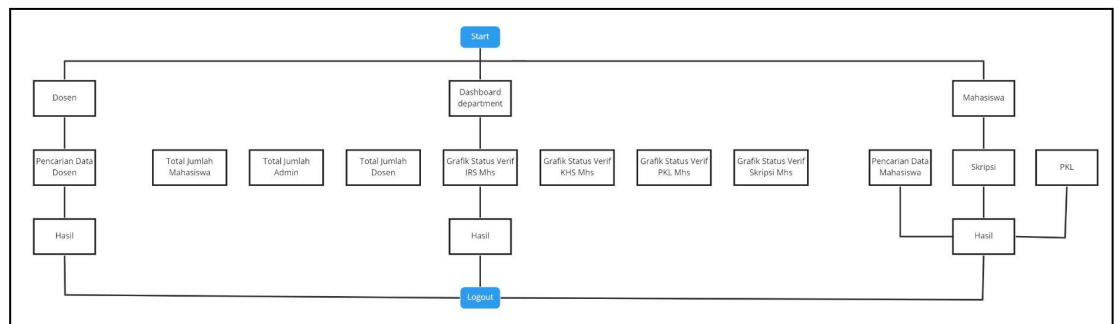 Start
Dosen
Dashboard
department
Mahasiswa
Pencarian Data
Dosen
Total Jumlah
Mahasiswa
Total Jumlah
Admin
Total Jumlah
Dosen
Grafik Status Verif
IRS Mhs
Grafik Status Verif
KHS Mhs
Grafik Status Verif
PKL Mhs
Grafik Status Verif
Skripsi Mhs
Pencarian Data
Mahasiswa
Skripsi
PKL
Hasil
Hasil
Hasil
Logout